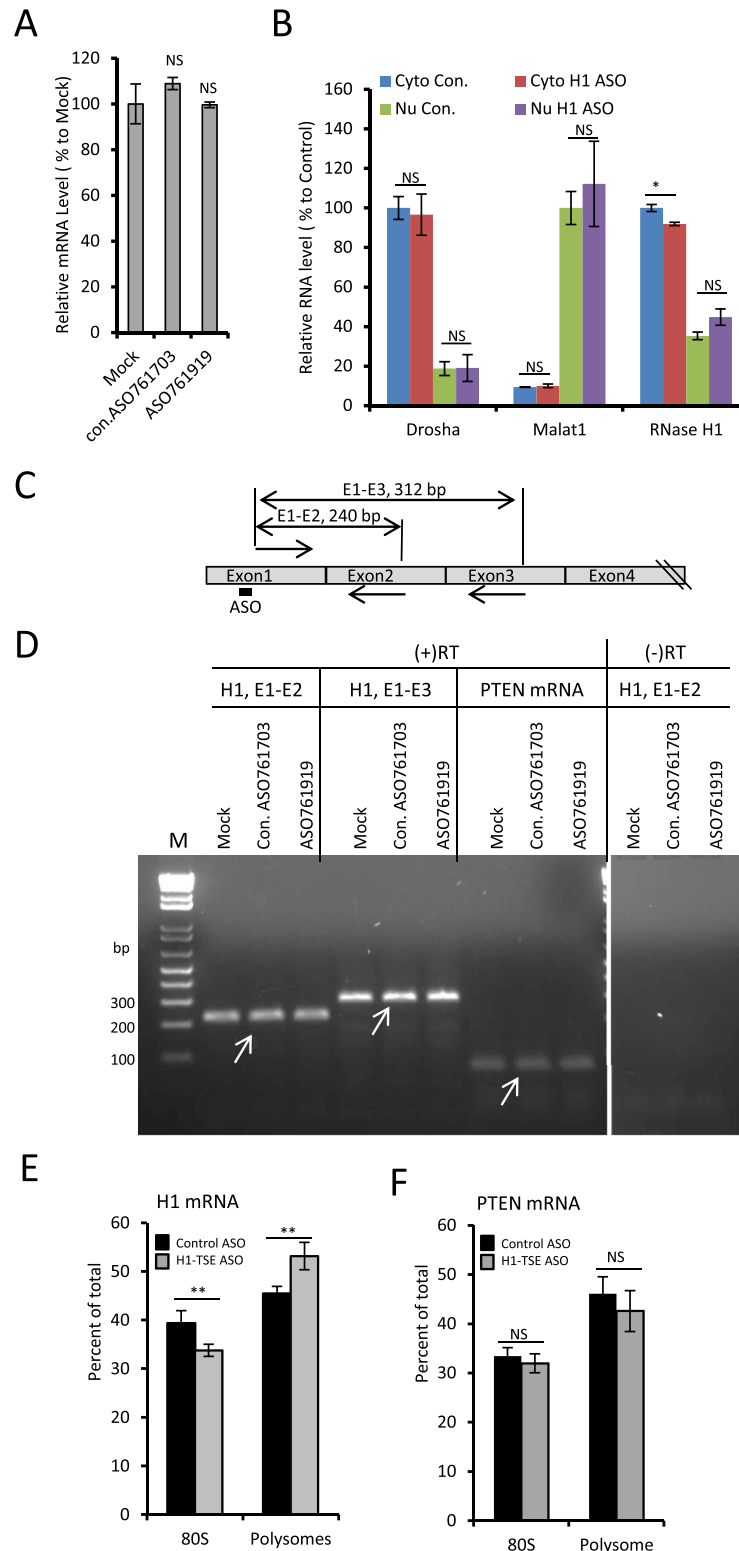 A
Relative mRNA Level ( % to Mock)
120
100
80
60
40
20
0
NS
NS
Mock
con.ASO761703
ASO761919
B
Relative RNA level ( % to Control)
160
140
120
100
80
60
40
20
0
Cyto Con.
Cyto H1 ASO
Nu Con.
Nu H1 ASO
NS
NS
NS
NS
*
NS
Drosha
Malat1
RNase H1
C
E1-E3, 312 bp
E1-E2, 240 bp
Exon1
Exon2
Exon3
Exon4
ASO
D
(+)RT
(-)RT
H1, E1-E2
H1, E1-E3
PTEN mRNA
H1, E1-E2
M
Mock
Con. ASO761703
ASO761919
Mock
Con. ASO761703
ASO761919
Mock
Con. ASO761703
ASO761919
Mock
Con. ASO761703
ASO761919
bp
300
200
100
E
H1 mRNA
Percent of total
60
50
40
30
20
10
0
Control ASO
H1-TSE ASO
**
**
80S
Polysomes
F
PTEN mRNA
Percent of total
60
50
40
30
20
10
0
Control ASO
H1-TSE ASO
NS
NS
80S
Polysome